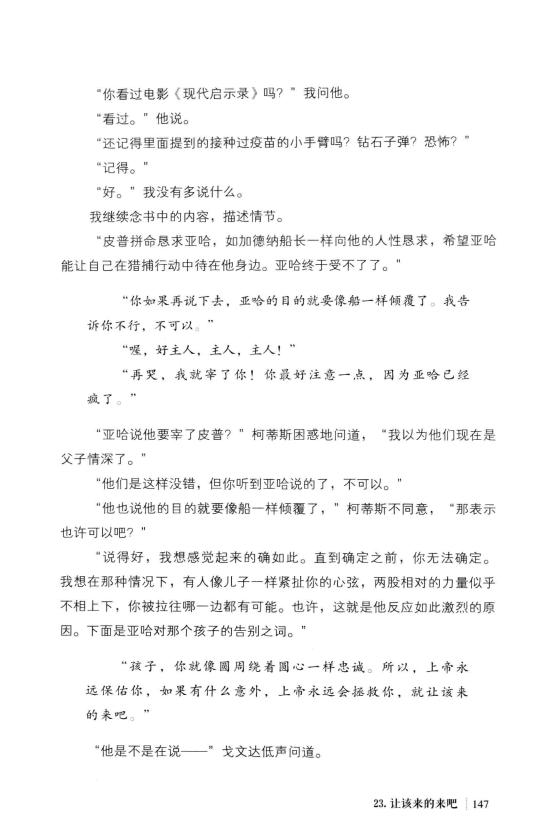 “你看过电影《现代启示录》吗？”我问他。
“看过。”他说。
“还记得里面提到的接种过疫苗的小手臂吗？钻石子弹？恐怖？”
“记得。”
“好。”我没有多说什么。
我继续念书中的内容，描述情节。
“皮普拼命恳求亚哈，如加德纳船长一样向他的人性恳求，希望亚哈
能让自己在猎捕行动中待在他身边。亚哈终于受不了了。”
“你如果再说下去，亚哈的目的就要像船一样倾覆了。我告
诉你不行，不可以。”
“喔，好主人，主人，主人！”
“再哭，我就宰了你！你最好注意一点，因为亚哈已经
疯了。”
“亚哈说他要宰了皮普？”柯蒂斯困惑地问道，“我以为他们现在是
父子情深了。”
“他们是这样没错，但你听到亚哈说的了，不可以。”
“他也说他的目的就要像船一样倾覆了，”柯蒂斯不同意，“那表示
也许可以吧？”
“说得好，我想感觉起来的确如此。直到确定之前，你无法确定。
我想在那种情况下，有人像儿子一样紧扯你的心弦，两股相对的力量似乎
不相上下，你被拉往哪一边都有可能。也许，这就是他反应如此激烈的原
因。下面是亚哈对那个孩子的告别之词。”
“孩子，你就像圆周绕着圆心一样忠诚。所以，上帝永
远保佑你，如果有什么意外，上帝永远会拯救你，就让该来
的来吧。”
“他是不是在说——”戈文达低声问道。
23. 让该来的来吧 | 147